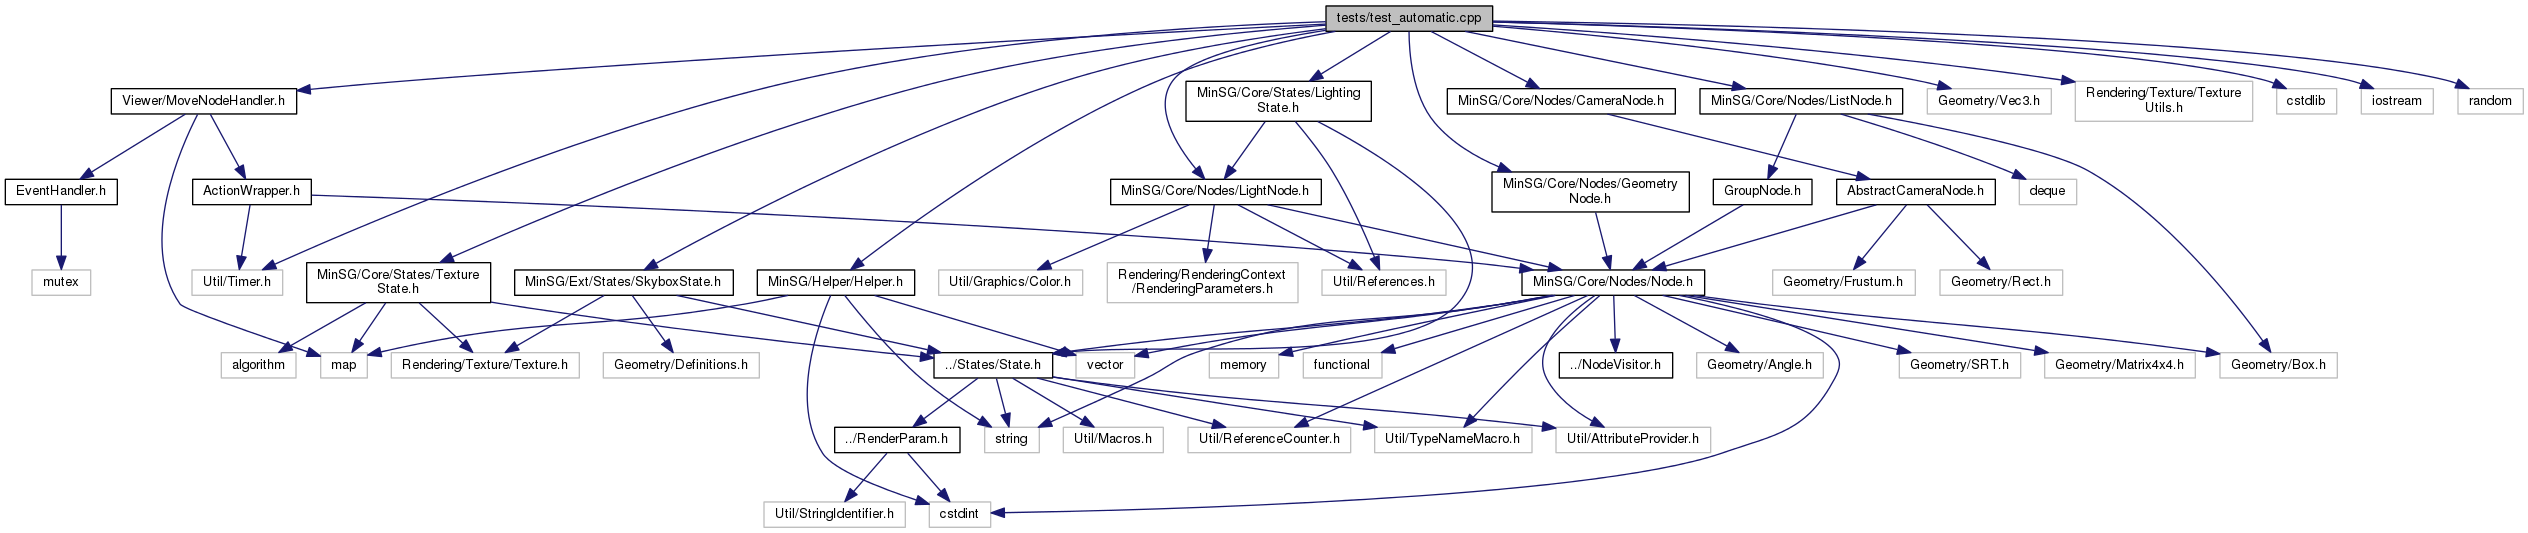 tests/test_automatic.cpp
Viewer/MoveNodeHandler.h
MinSG/Core/States/Lighting
State.h
MinSG/Core/Nodes/CameraNode.h
MinSG/Core/Nodes/ListNode.h
Geometry/Vec3.h
Rendering/Texture/Texture
Utils.h
cstdlib
iostream
random
EventHandler.h
ActionWrapper.h
MinSG/Core/Nodes/LightNode.h
MinSG/Core/Nodes/Geometry
Node.h
GroupNode.h
AbstractCameraNode.h
deque
mutex
Util/Timer.h
MinSG/Core/States/Texture
State.h
MinSG/Ext/States/SkyboxState.h
MinSG/Helper/Helper.h
Util/Graphics/Color.h
Rendering/RenderingContext
/RenderingParameters.h
Util/References.h
MinSG/Core/Nodes/Node.h
Geometry/Frustum.h
Geometry/Rect.h
algorithm
map
Rendering/Texture/Texture.h
Geometry/Definitions.h
../States/State.h
vector
memory
functional
../NodeVisitor.h
Geometry/Angle.h
Geometry/SRT.h
Geometry/Matrix4x4.h
Geometry/Box.h
../RenderParam.h
string
Util/Macros.h
Util/ReferenceCounter.h
Util/TypeNameMacro.h
Util/AttributeProvider.h
Util/StringIdentifier.h
cstdint